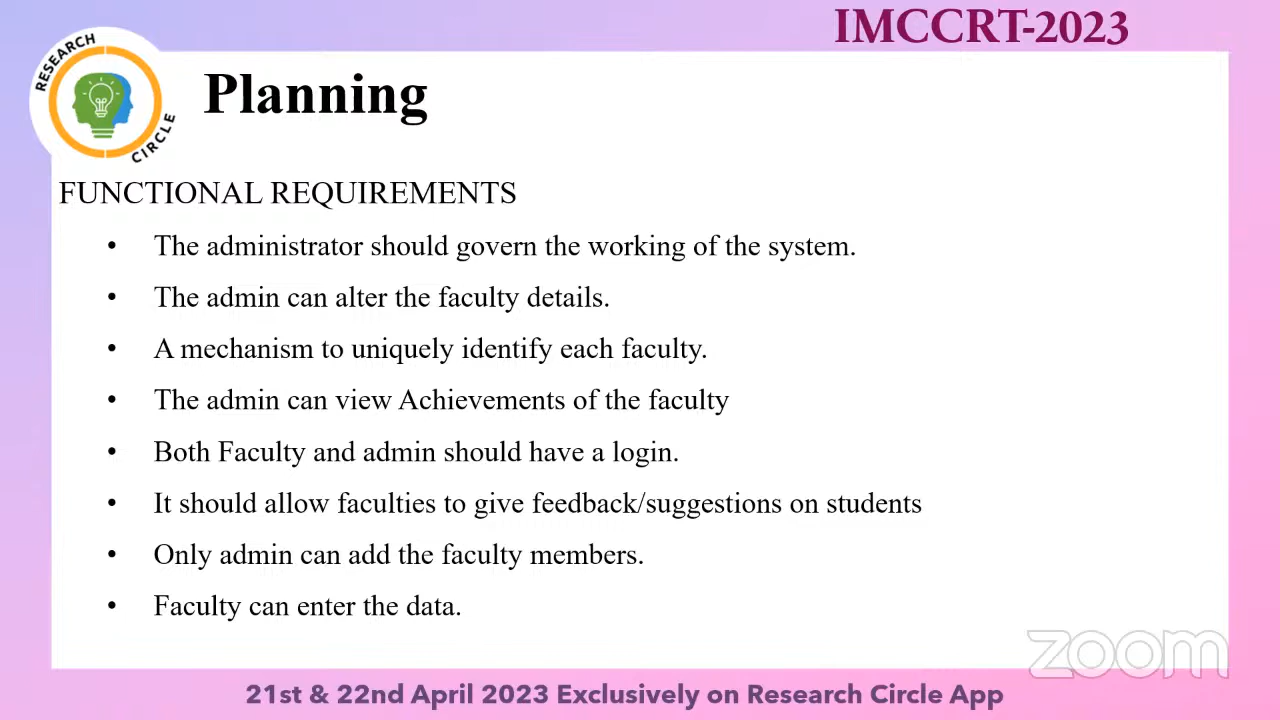 IMCCRT-2023
RESEARCH
CIRCLE
Planning
FUNCTIONAL REQUIREMENTS
• The administrator should govern the working of the system.
• The admin can alter the faculty details.
• A mechanism to uniquely identify each faculty.
• The admin can view Achievements of the faculty
• Both Faculty and admin should have a login.
• It should allow faculties to give feedback/suggestions on students
• Only admin can add the faculty members.
• Faculty can enter the data.
zoom
21st & 22nd April 2023 Exclusively on Research Circle App